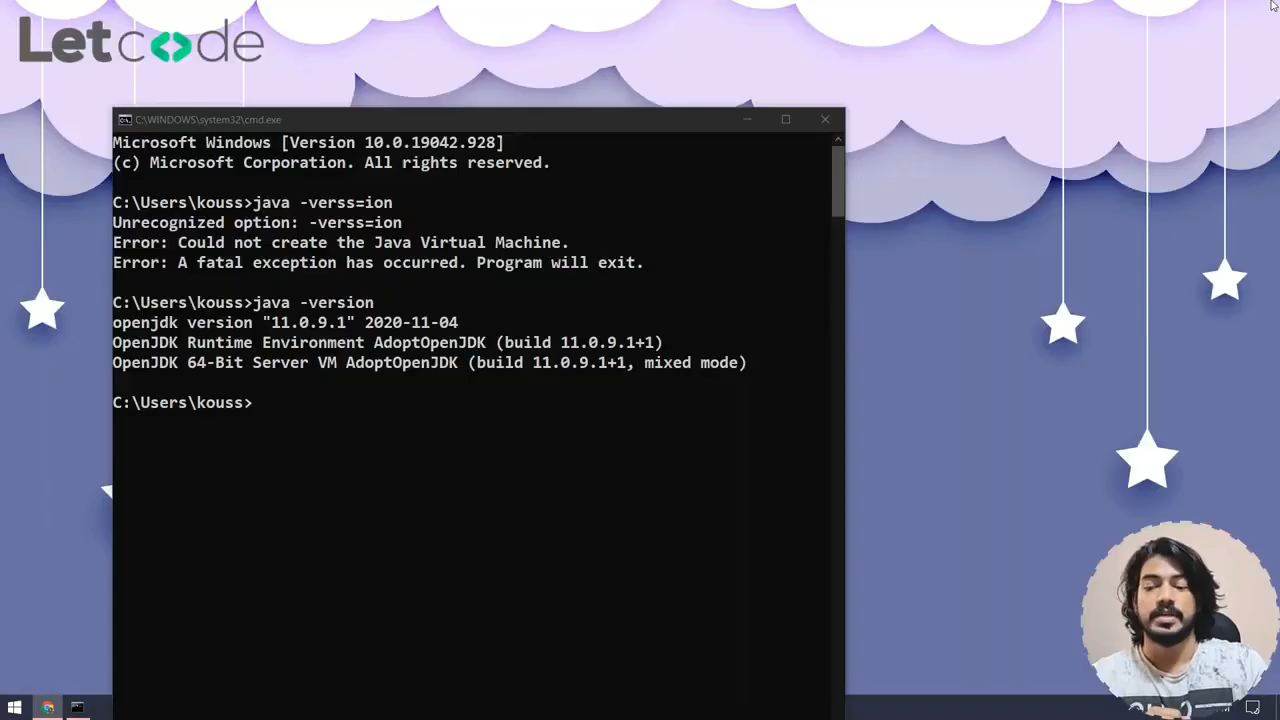 Letcode
C:\WINDOWS\system32\cmd.exe
Microsoft Windows [Version 10.0.19042.928]
(c) Microsoft Corporation. All rights reserved.
C:\Users\kouss>java -verss=ion
Unrecognized option: -verss=ion
Error: Could not create the Java Virtual Machine.
Error: A fatal exception has occurred. Program will exit.
C:\Users\kouss>java -version
openjdk version "11.0.9.1" 2020-11-04
OpenJDK Runtime Environment AdoptOpenJDK (build 11.0.9.1+1)
OpenJDK 64-Bit Server VM AdoptOpenJDK (build 11.0.9.1+1, mixed mode)
C:\Users\kouss>